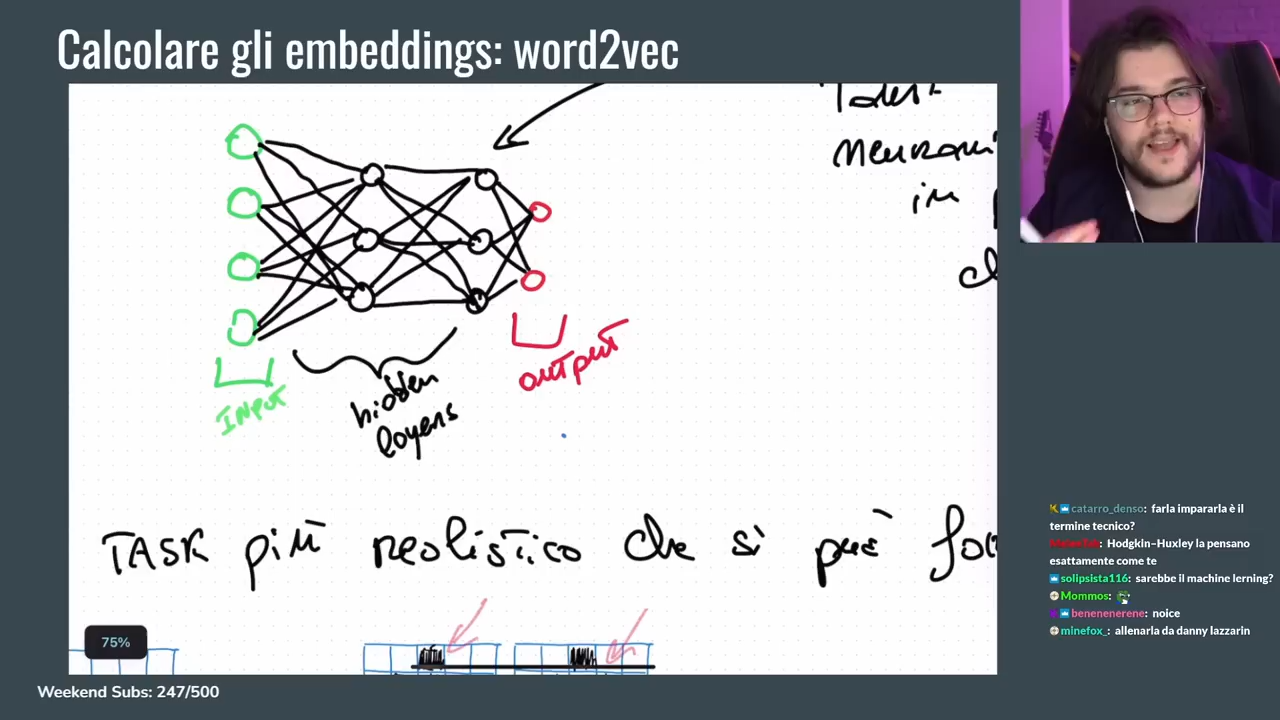 Calcolare gli embeddings: word2vec
in
INPUT
hidden
layers
output
TASK più realistico che si può
75%
catarro_denso: farla impararla è il
termine tecnico?
Hodgkin–Huxley la pensano
esattamente come te
solipsista116: sarebbe il machine lerning?
Mommos:
benenenerene: noice
minefox_: allenarla da danny lazzarin
Weekend Subs: 247/500